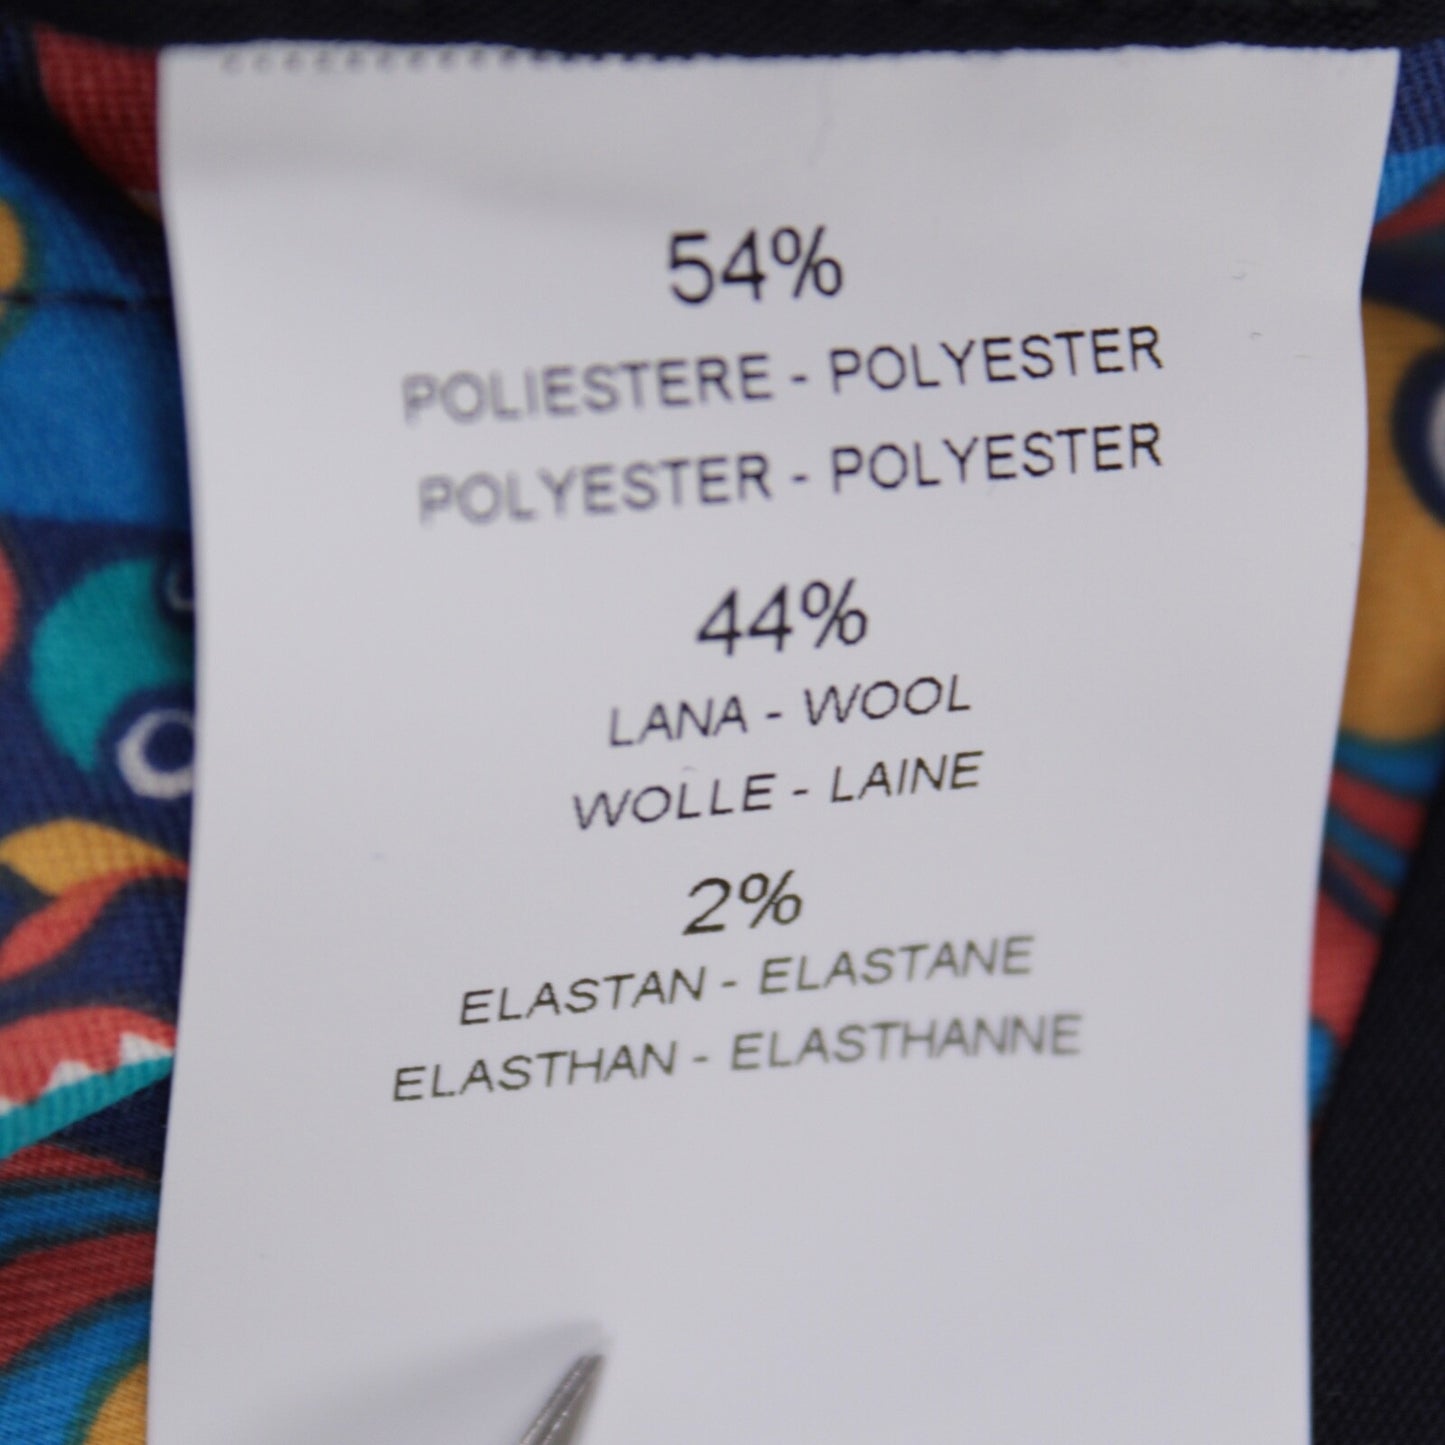 54%
POLIESTERE - POLYESTER
POLYESTER - POLYESTER
44%
LANA - WOOL
WOLLE - LAINE
2%
ELASTAN - ELASTANE
ELASTHAN - ELASTHANNE